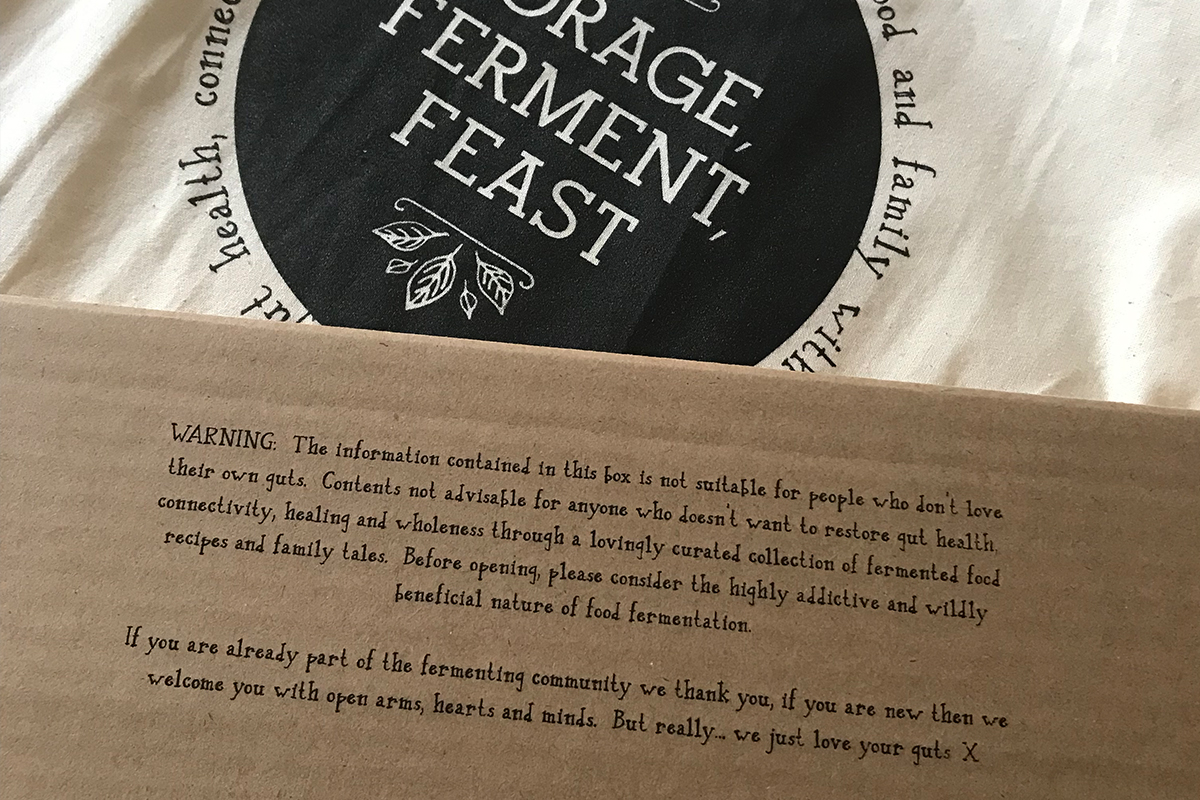 ORAGE,
FERMENT,
FEAST
health, connec
ood and family with
WARNING: The information contained in this box is not suitable for people who don't love
their own guts. Contents not advisable for anyone who doesn't want to restore gut health,
connectivity, healing and wholeness through a lovingly curated collection of fermented food
recipes and family tales. Before opening, please consider the highly addictive and wildly
beneficial nature of food fermentation.
If you are already part of the fermenting community we thank you, if you are new then we
welcome you with open arms, hearts and minds. But really... we just love your guts X